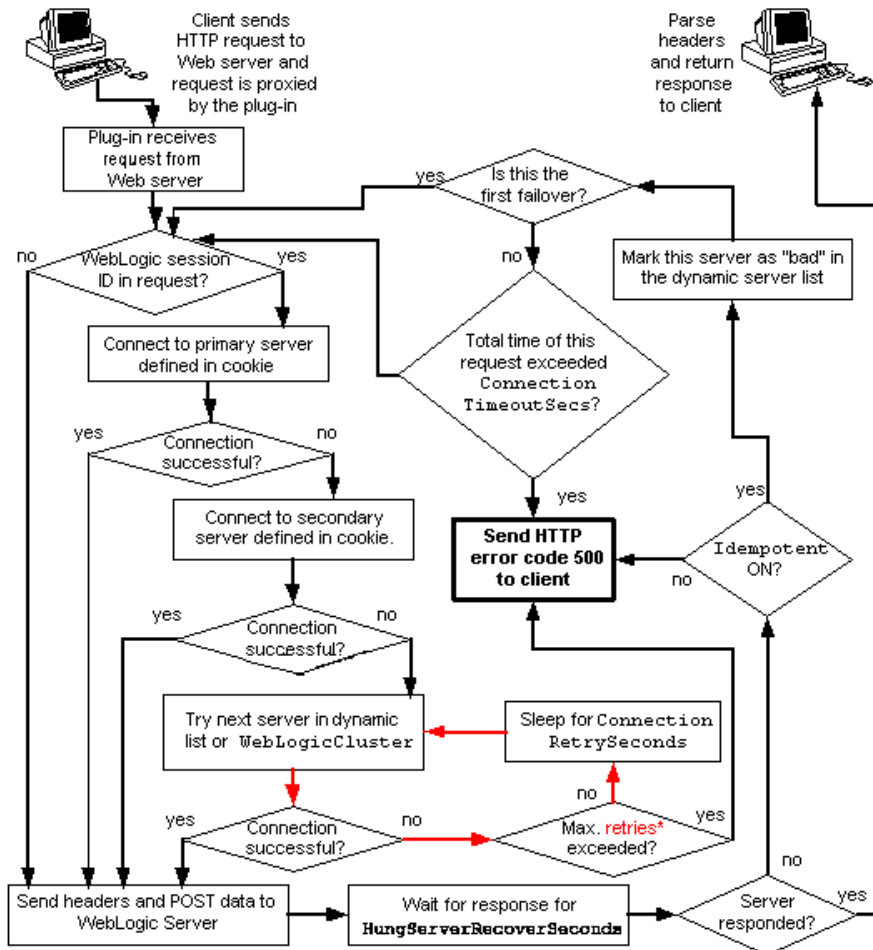 Client sends
HTTP request to
Web server and
request is proxied
by the plug-in
Parse
headers
and return
response
to client
Plug-in receives
request from
Web server
yes
Is this the
first failover?
no
WebLogic session
ID in request?
yes
no
Mark this server as "bad" in
the dynamic server list
Connect to primary server
defined in cookie
Total time of this
request exceeded
Connection
TimeoutSecs?
yes
Connection
successful?
no
yes
yes
Connect to secondary
server defined in cookie.
Send HTTP
error code 500
to client
Idempotent
ON?
no
yes
Connection
successful?
no
Try next server in dynamic
list or WebLogicCluster
Sleep for Connection
RetrySeconds
no
yes
Connection
successful?
no
Max. retries*
exceeded?
yes
no
Send headers and POST data to
WebLogic Server
Wait for response for
HungServerRecoverSeconds
Server
responded?
yes